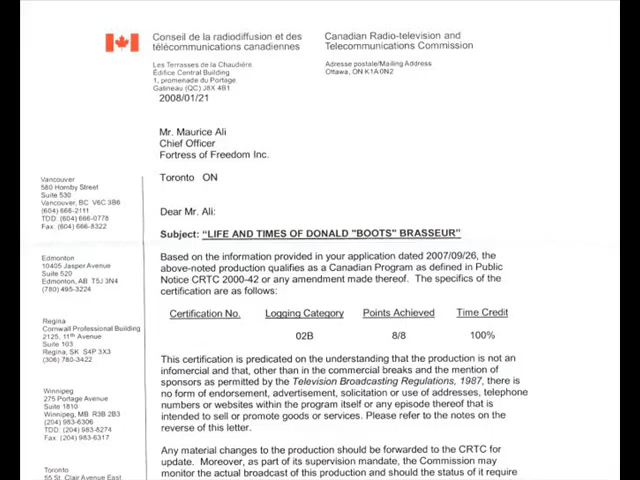 Conseil de la radiodiffusion et des
télécommunications canadiennes
Canadian Radio-television and
Telecommunications Commission
Les Terrasses de la Chaudière
Édifice Central Building
1, promenade du Portage
Gatineau (QC) J8X 4B1
Adresse postale/Mailing Address
Ottawa, ON K1A 0N2
2008/01/21
Mr. Maurice Ali
Chief Officer
Fortress of Freedom Inc.
Toronto ON
Dear Mr. Ali:
Subject: "LIFE AND TIMES OF DONALD "BOOTS" BRASSEUR"
Based on the information provided in your application dated 2007/09/26, the
above-noted production qualifies as a Canadian Program as defined in Public
Notice CRTC 2000-42 or any amendment made thereof. The specifics of the
certification are as follows:
Certification No. Logging Category Points Achieved Time Credit
02B 8/8 100%
This certification is predicated on the understanding that the production is not an
infomercial and that, other than in the commercial breaks and the mention of
sponsors as permitted by the Television Broadcasting Regulations, 1987, there is
no form of endorsement, advertisement, solicitation or use of addresses, telephone
numbers or websites within the program itself or any episode thereof that is
intended to sell or promote goods or services. Please refer to the notes on the
reverse of this letter.
Any material changes to the production should be forwarded to the CRTC for
update. Moreover, as part of its supervision mandate, the Commission may
monitor the actual broadcast of this production and should the status of it require
Vancouver
580 Hornby Street
Suite 530
Vancouver, BC V6C 3B6
(604) 666-2111
TDD: (604) 666-0778
Fax: (604) 666-8322
Edmonton
10405 Jasper Avenue
Suite 520
Edmonton, AB T5J 3N4
(780) 495-3224
Regina
Cornwall Professional Building
2125, 11th Avenue
Suite 103
Regina, SK S4P 3X3
(306) 780-3422
Winnipeg
275 Portage Avenue
Suite 1810
Winnipeg, MB R3B 2B3
(204) 983-6306
TDD: (204) 983-8274
Fax: (204) 983-6317
Toronto
55 St. Clair Avenue East